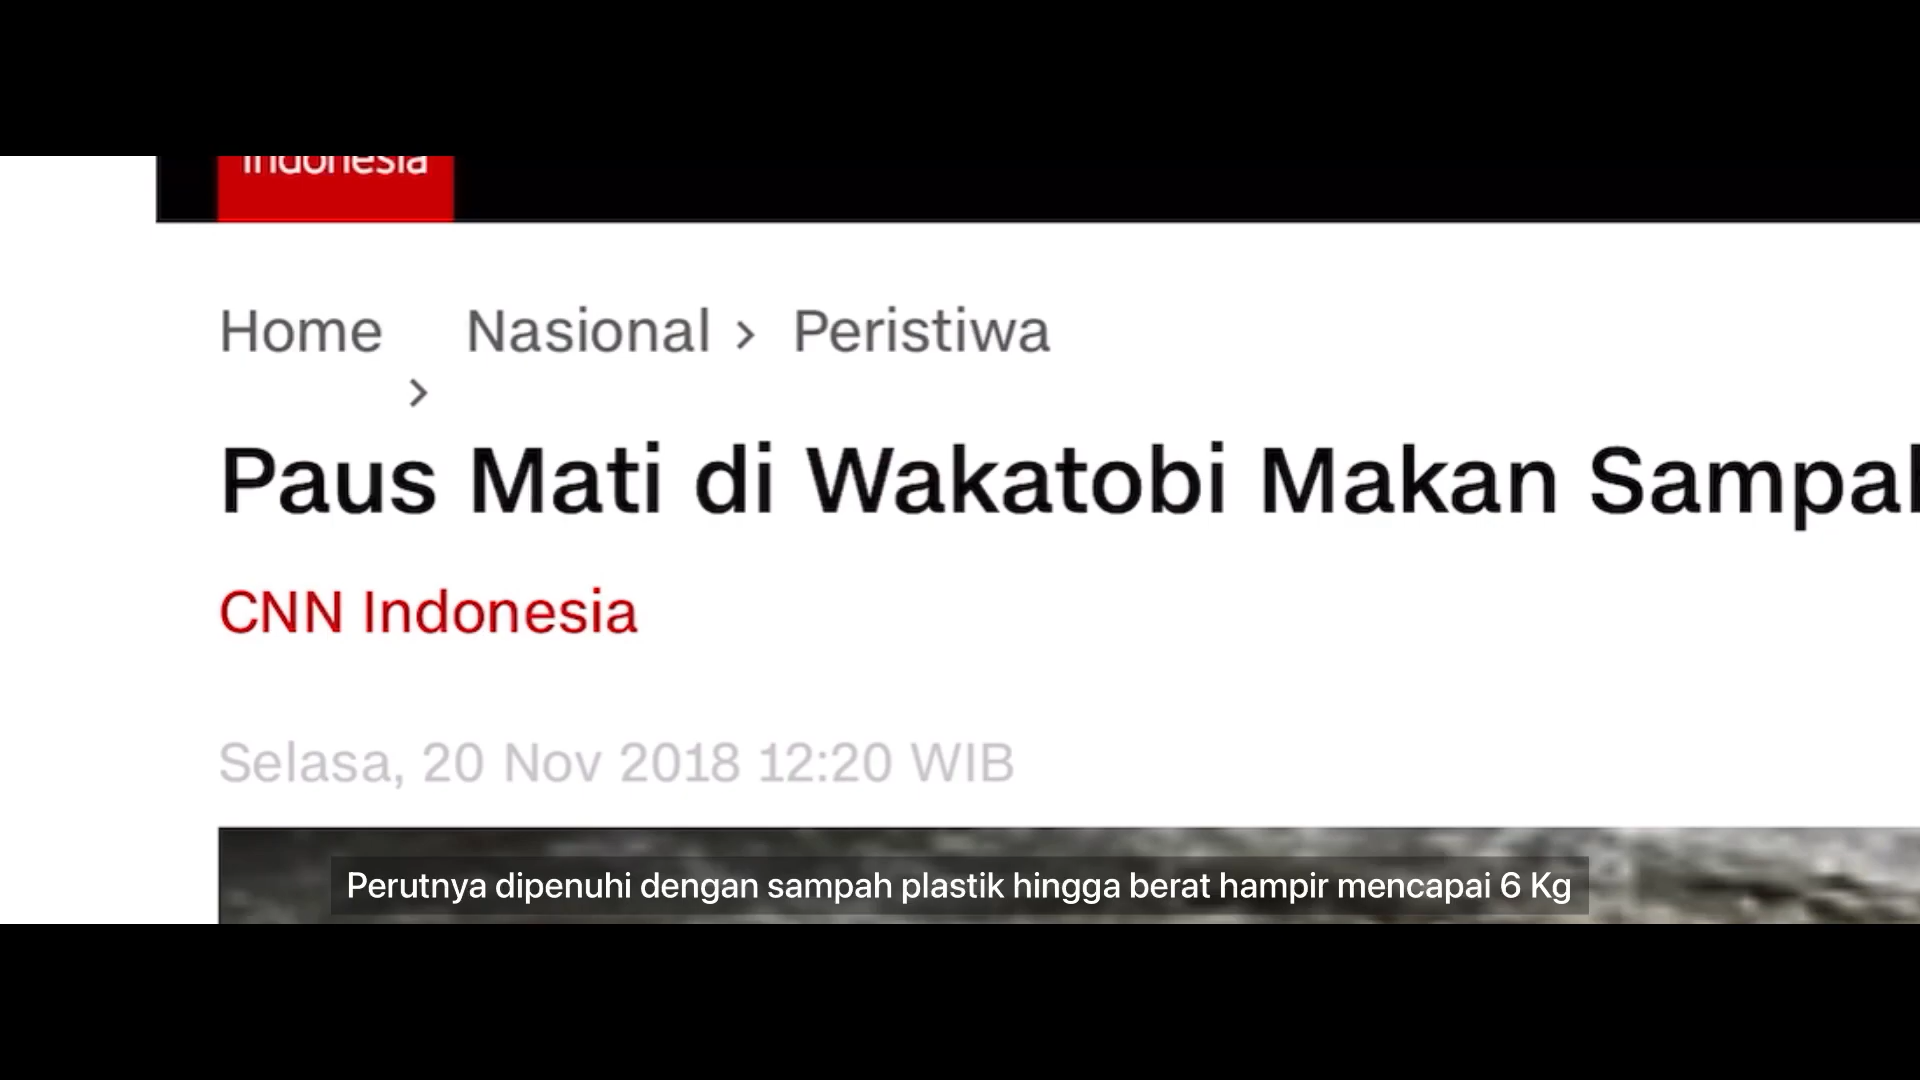 Indonesia
Home Nasional › Peristiwa
›
Paus Mati di Wakatobi Makan Sampah
CNN Indonesia
Selasa, 20 Nov 2018 12:20 WIB
Perutnya dipenuhi dengan sampah plastik hingga berat hampir mencapai 6 Kg